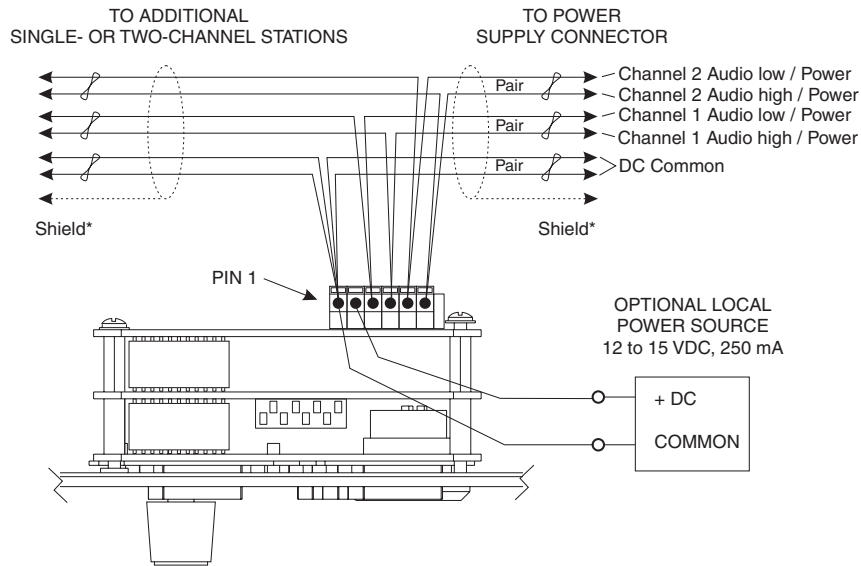 TO ADDITIONAL
SINGLE- OR TWO-CHANNEL STATIONS
TO POWER
SUPPLY CONNECTOR
Pair
Channel 2 Audio low / Power
Channel 2 Audio high / Power
Pair
Channel 1 Audio low / Power
Channel 1 Audio high / Power
Pair
DC Common
Shield*
Shield*
PIN 1
OPTIONAL LOCAL
POWER SOURCE
12 to 15 VDC, 250 mA
+ DC
COMMON